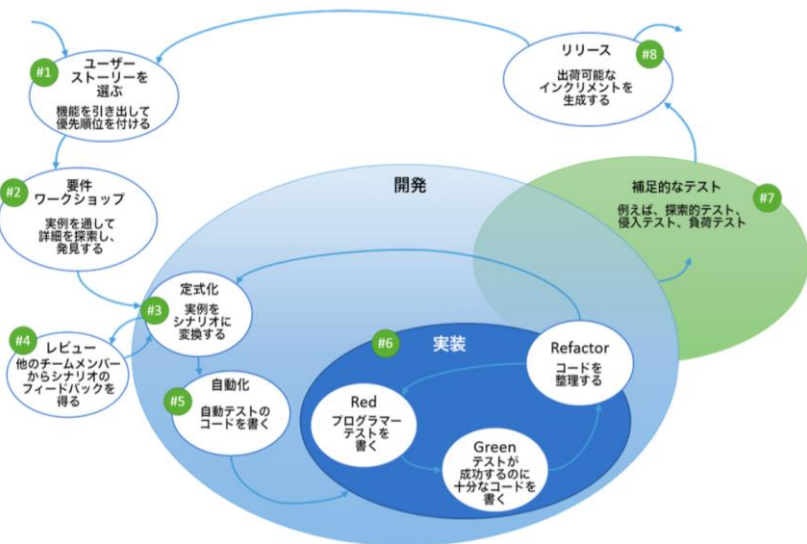 #1
ユーザー
ストーリーを
選ぶ
機能を引き出して
優先順位を付ける
リリース
#8
出荷可能な
インクリメントを
生成する
#2
要件
ワークショップ
実例を通して
詳細を探索し、
発見する
開発
補足的なテスト
#7
例えば、探索的テスト、
侵入テスト、負荷テスト
#3
定式化
実例を
シナリオに
変換する
#4
レビュー
他のチームメンバー
からシナリオの
フィードバックを
得る
#5
自動化
自動テストの
コードを書く
#6
実装
Red
プログラマー
テストを
書く
Green
テストが
成功するのに
十分なコードを
書く
Refactor
コードを
整理する